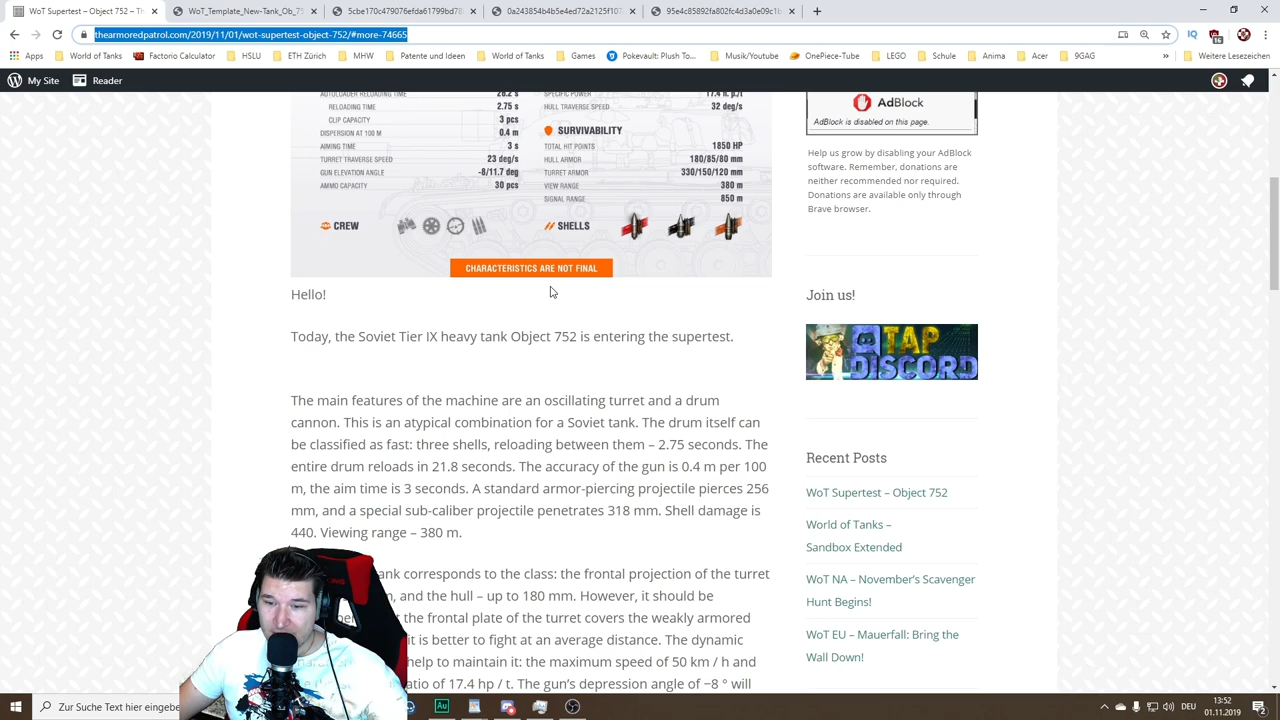 WoT Supertest – Object 752 – Th
WoT_Template_New-Tank_Ob_75
5cbe170c479076efda61799bd78
0a243854b4b5e4ed72a2125f107
95e4c85892fa802fc4d3a0e09c1b
thearmoredpatrol.com/2019/11/01/wot-supertest-object-752/#more-74665
Apps
World of Tanks
Factorio Calculator
HSLU
ETH Zürich
MHW
Patente und Ideen
World of Tanks
Games
Pokevault: Plush To...
Musik/Youtube
OnePiece-Tube
LEGO
Schule
Anima
Acer
9GAG
Weitere Lesezeichen
My Site
Reader
AUTOLOADER RELOADING TIME 28.2 s
RELOADING TIME 2.75 s
CLIP CAPACITY 3 pcs
DISPERSION AT 100 M 0.4 m
AIMING TIME 3 s
TURRET TRAVERSE SPEED 23 deg/s
GUN ELEVATION ANGLE -8/11.7 deg
AMMO CAPACITY 30 pcs
SPECIFIC POWER 17.4 h. p./t
HULL TRAVERSE SPEED 32 deg/s
SURVIVABILITY
TOTAL HIT POINTS 1850 HP
HULL ARMOR 180/85/80 mm
TURRET ARMOR 330/150/120 mm
VIEW RANGE 380 m
SIGNAL RANGE 850 m
CREW
SHELLS
CHARACTERISTICS ARE NOT FINAL
Hello!
Today, the Soviet Tier IX heavy tank Object 752 is entering the supertest.
The main features of the machine are an oscillating turret and a drum
cannon. This is an atypical combination for a Soviet tank. The drum itself can
be classified as fast: three shells, reloading between them – 2.75 seconds. The
entire drum reloads in 21.8 seconds. The accuracy of the gun is 0.4 m per 100
m, the aim time is 3 seconds. A standard armor-piercing projectile pierces 256
mm, and a special sub-caliber projectile penetrates 318 mm. Shell damage is
440. Viewing range – 380 m.
ank corresponds to the class: the frontal projection of the turret
, and the hull – up to 180 mm. However, it should be
the frontal plate of the turret covers the weakly armored
it is better to fight at an average distance. The dynamic
help to maintain it: the maximum speed of 50 km / h and
ratio of 17.4 hp / t. The gun's depression angle of –8 ° will
AdBlock
AdBlock is disabled on this page.
Help us grow by disabling your AdBlock
software. Remember, donations are
neither recommended nor required.
Donations are available only through
Brave browser.
Join us!
TAP
DISCORD
Recent Posts
WoT Supertest – Object 752
World of Tanks –
Sandbox Extended
WoT NA – November's Scavenger
Hunt Begins!
WoT EU – Mauerfall: Bring the
Wall Down!
Zur Suche Text hier eingebe
Au
DEU
13:52
01.11.2019